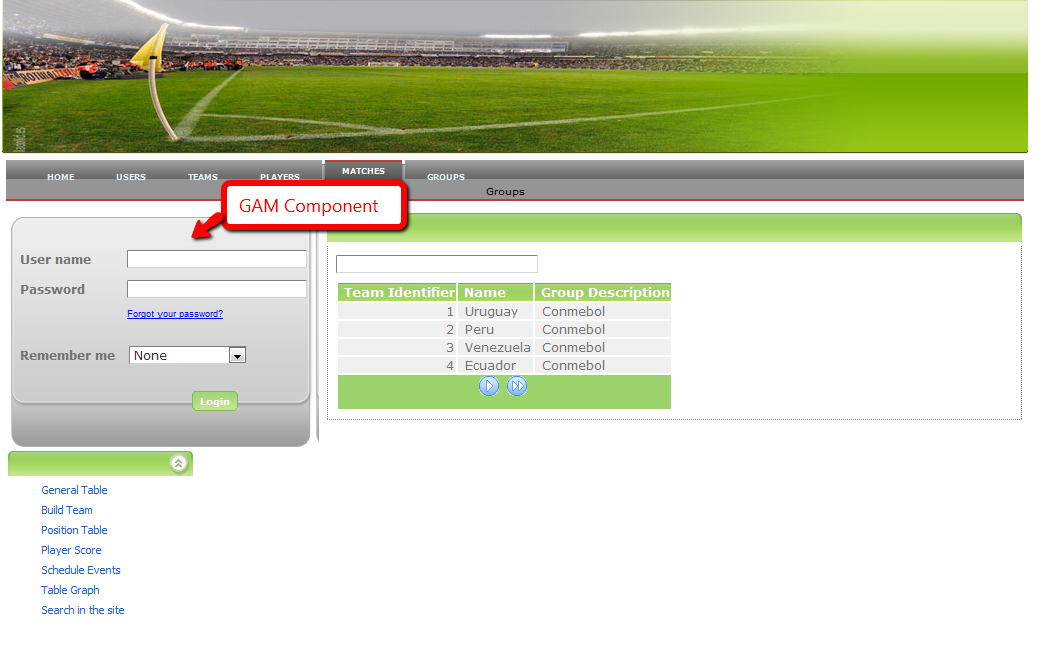 HOME USERS TEAMS PLAYERS MATCHES GROUPS
Groups
GAM Component
User name
Password
Forgot your password?
Remember me None
Login
Team Identifier Name Group Description
1 Uruguay Conmebol
2 Peru Conmebol
3 Venezuela Conmebol
4 Ecuador Conmebol
General Table
Build Team
Position Table
Player Score
Schedule Events
Table Graph
Search in the site